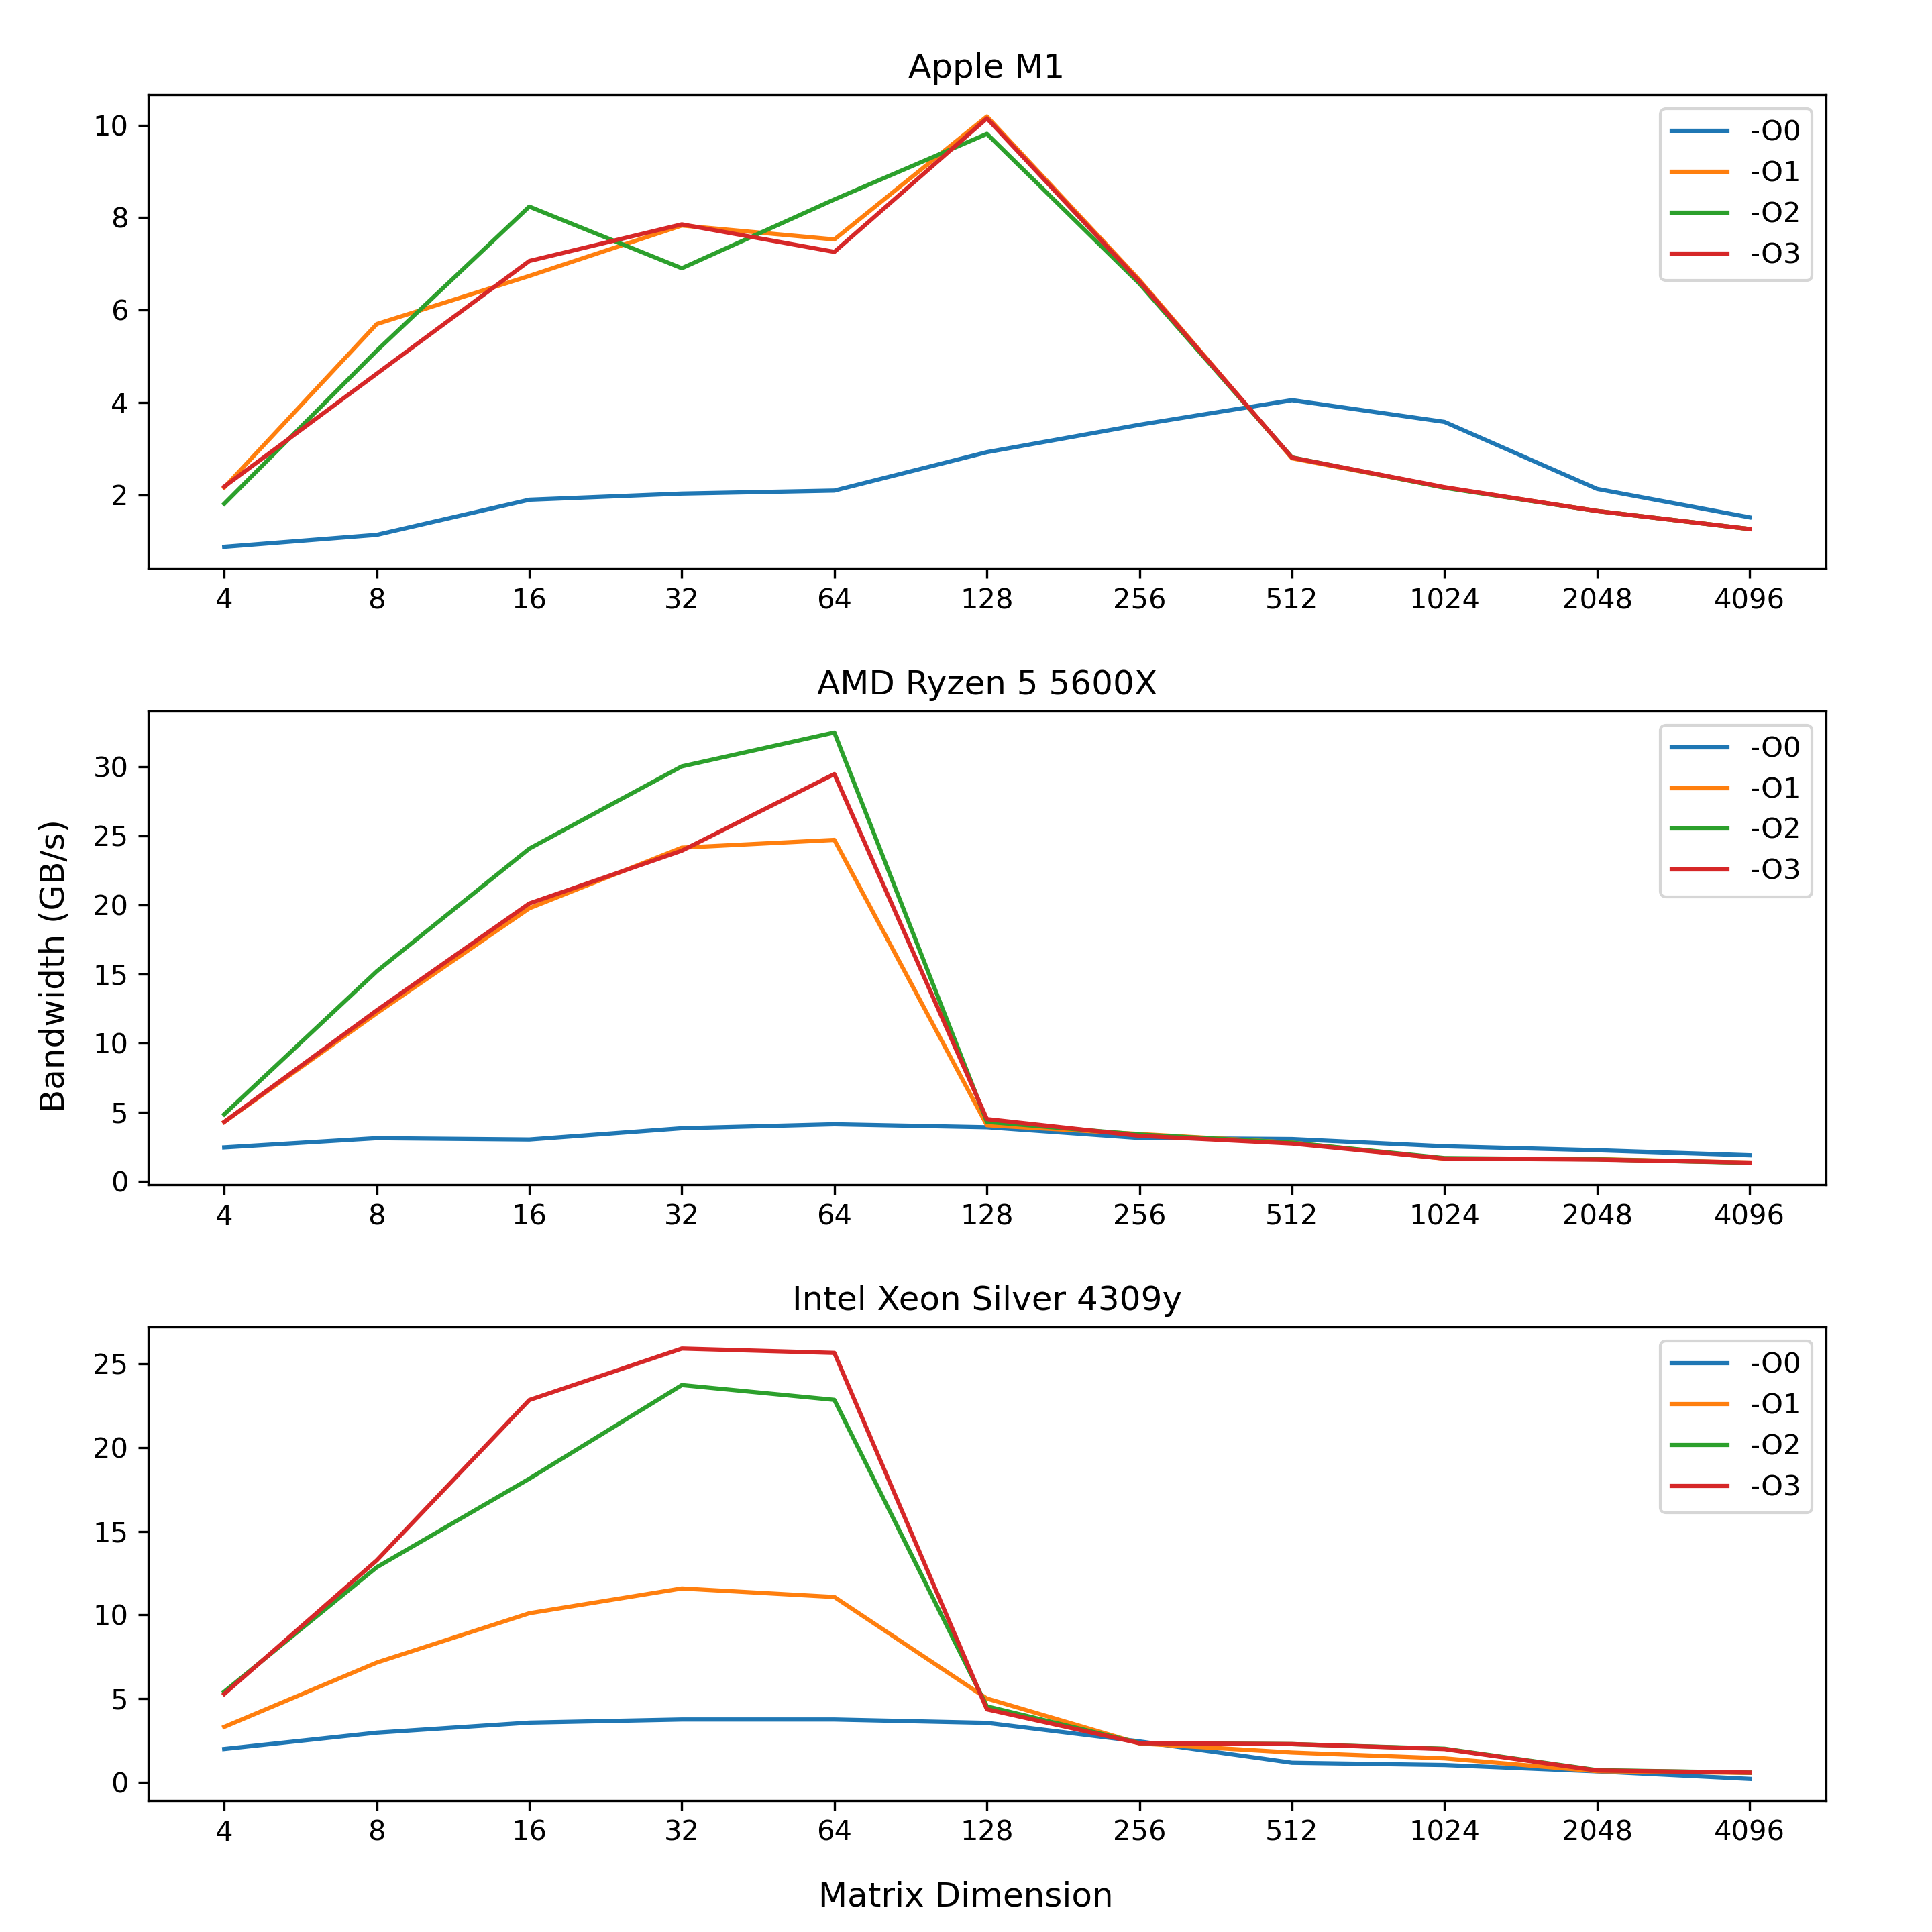 Apple M1
10
8
6
4
2
-O0
-O1
-O2
-O3
4 8 16 32 64 128 256 512 1024 2048 4096
AMD Ryzen 5 5600X
Bandwidth (GB/s)
30
25
20
15
10
5
0
-O0
-O1
-O2
-O3
4 8 16 32 64 128 256 512 1024 2048 4096
Intel Xeon Silver 4309y
25
20
15
10
5
0
-O0
-O1
-O2
-O3
4 8 16 32 64 128 256 512 1024 2048 4096
Matrix Dimension